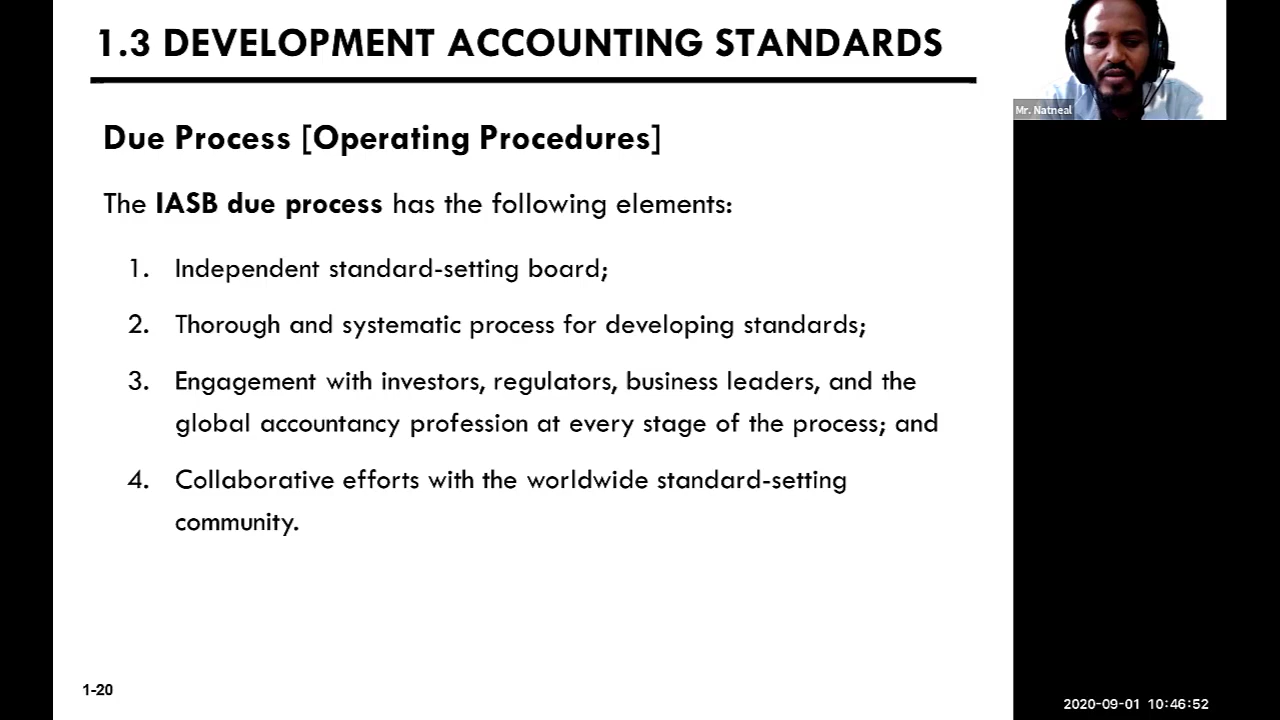 1.3 DEVELOPMENT ACCOUNTING STANDARDS
Mr. Natneal
Due Process [Operating Procedures]
The IASB due process has the following elements:
1. Independent standard-setting board;
2. Thorough and systematic process for developing standards;
3. Engagement with investors, regulators, business leaders, and the
global accountancy profession at every stage of the process; and
4. Collaborative efforts with the worldwide standard-setting
community.
1-20
2020-09-01 10:46:52